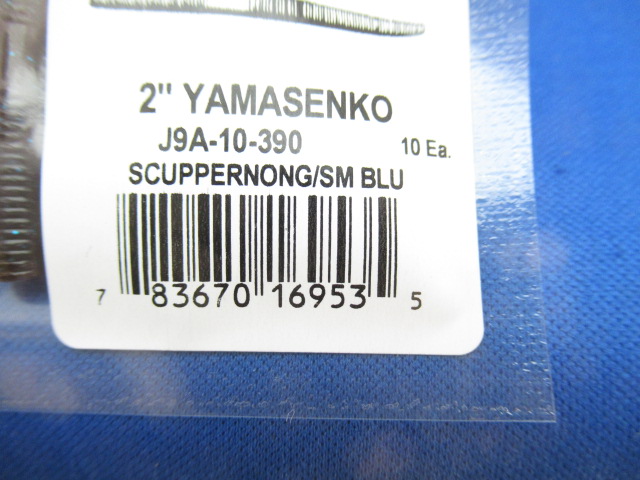 2" YAMASENKO
J9A-10-390
10 Ea.
SCUPPERNONG/SM BLU
7 83670 16953 5